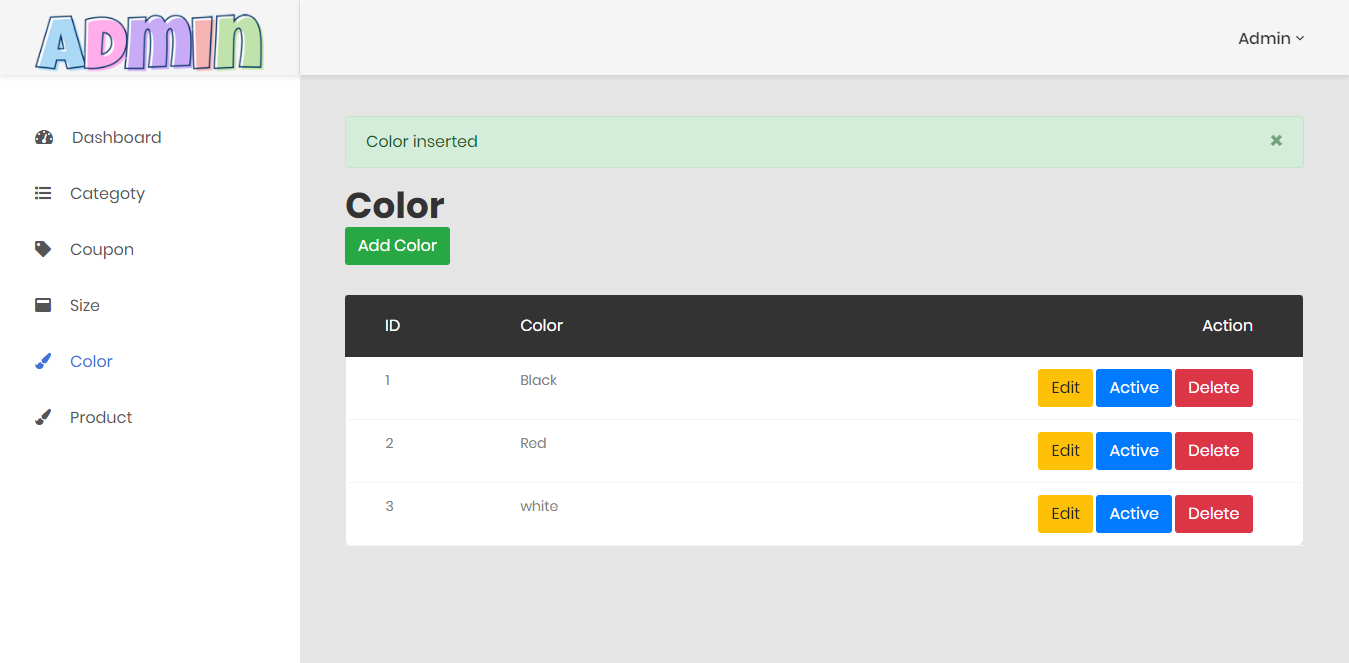 ADMIN
Admin
Dashboard
Categoty
Coupon
Size
Color
Product
Color inserted
Color
Add Color
ID Color Action
1 Black Edit Active Delete
2 Red Edit Active Delete
3 white Edit Active Delete